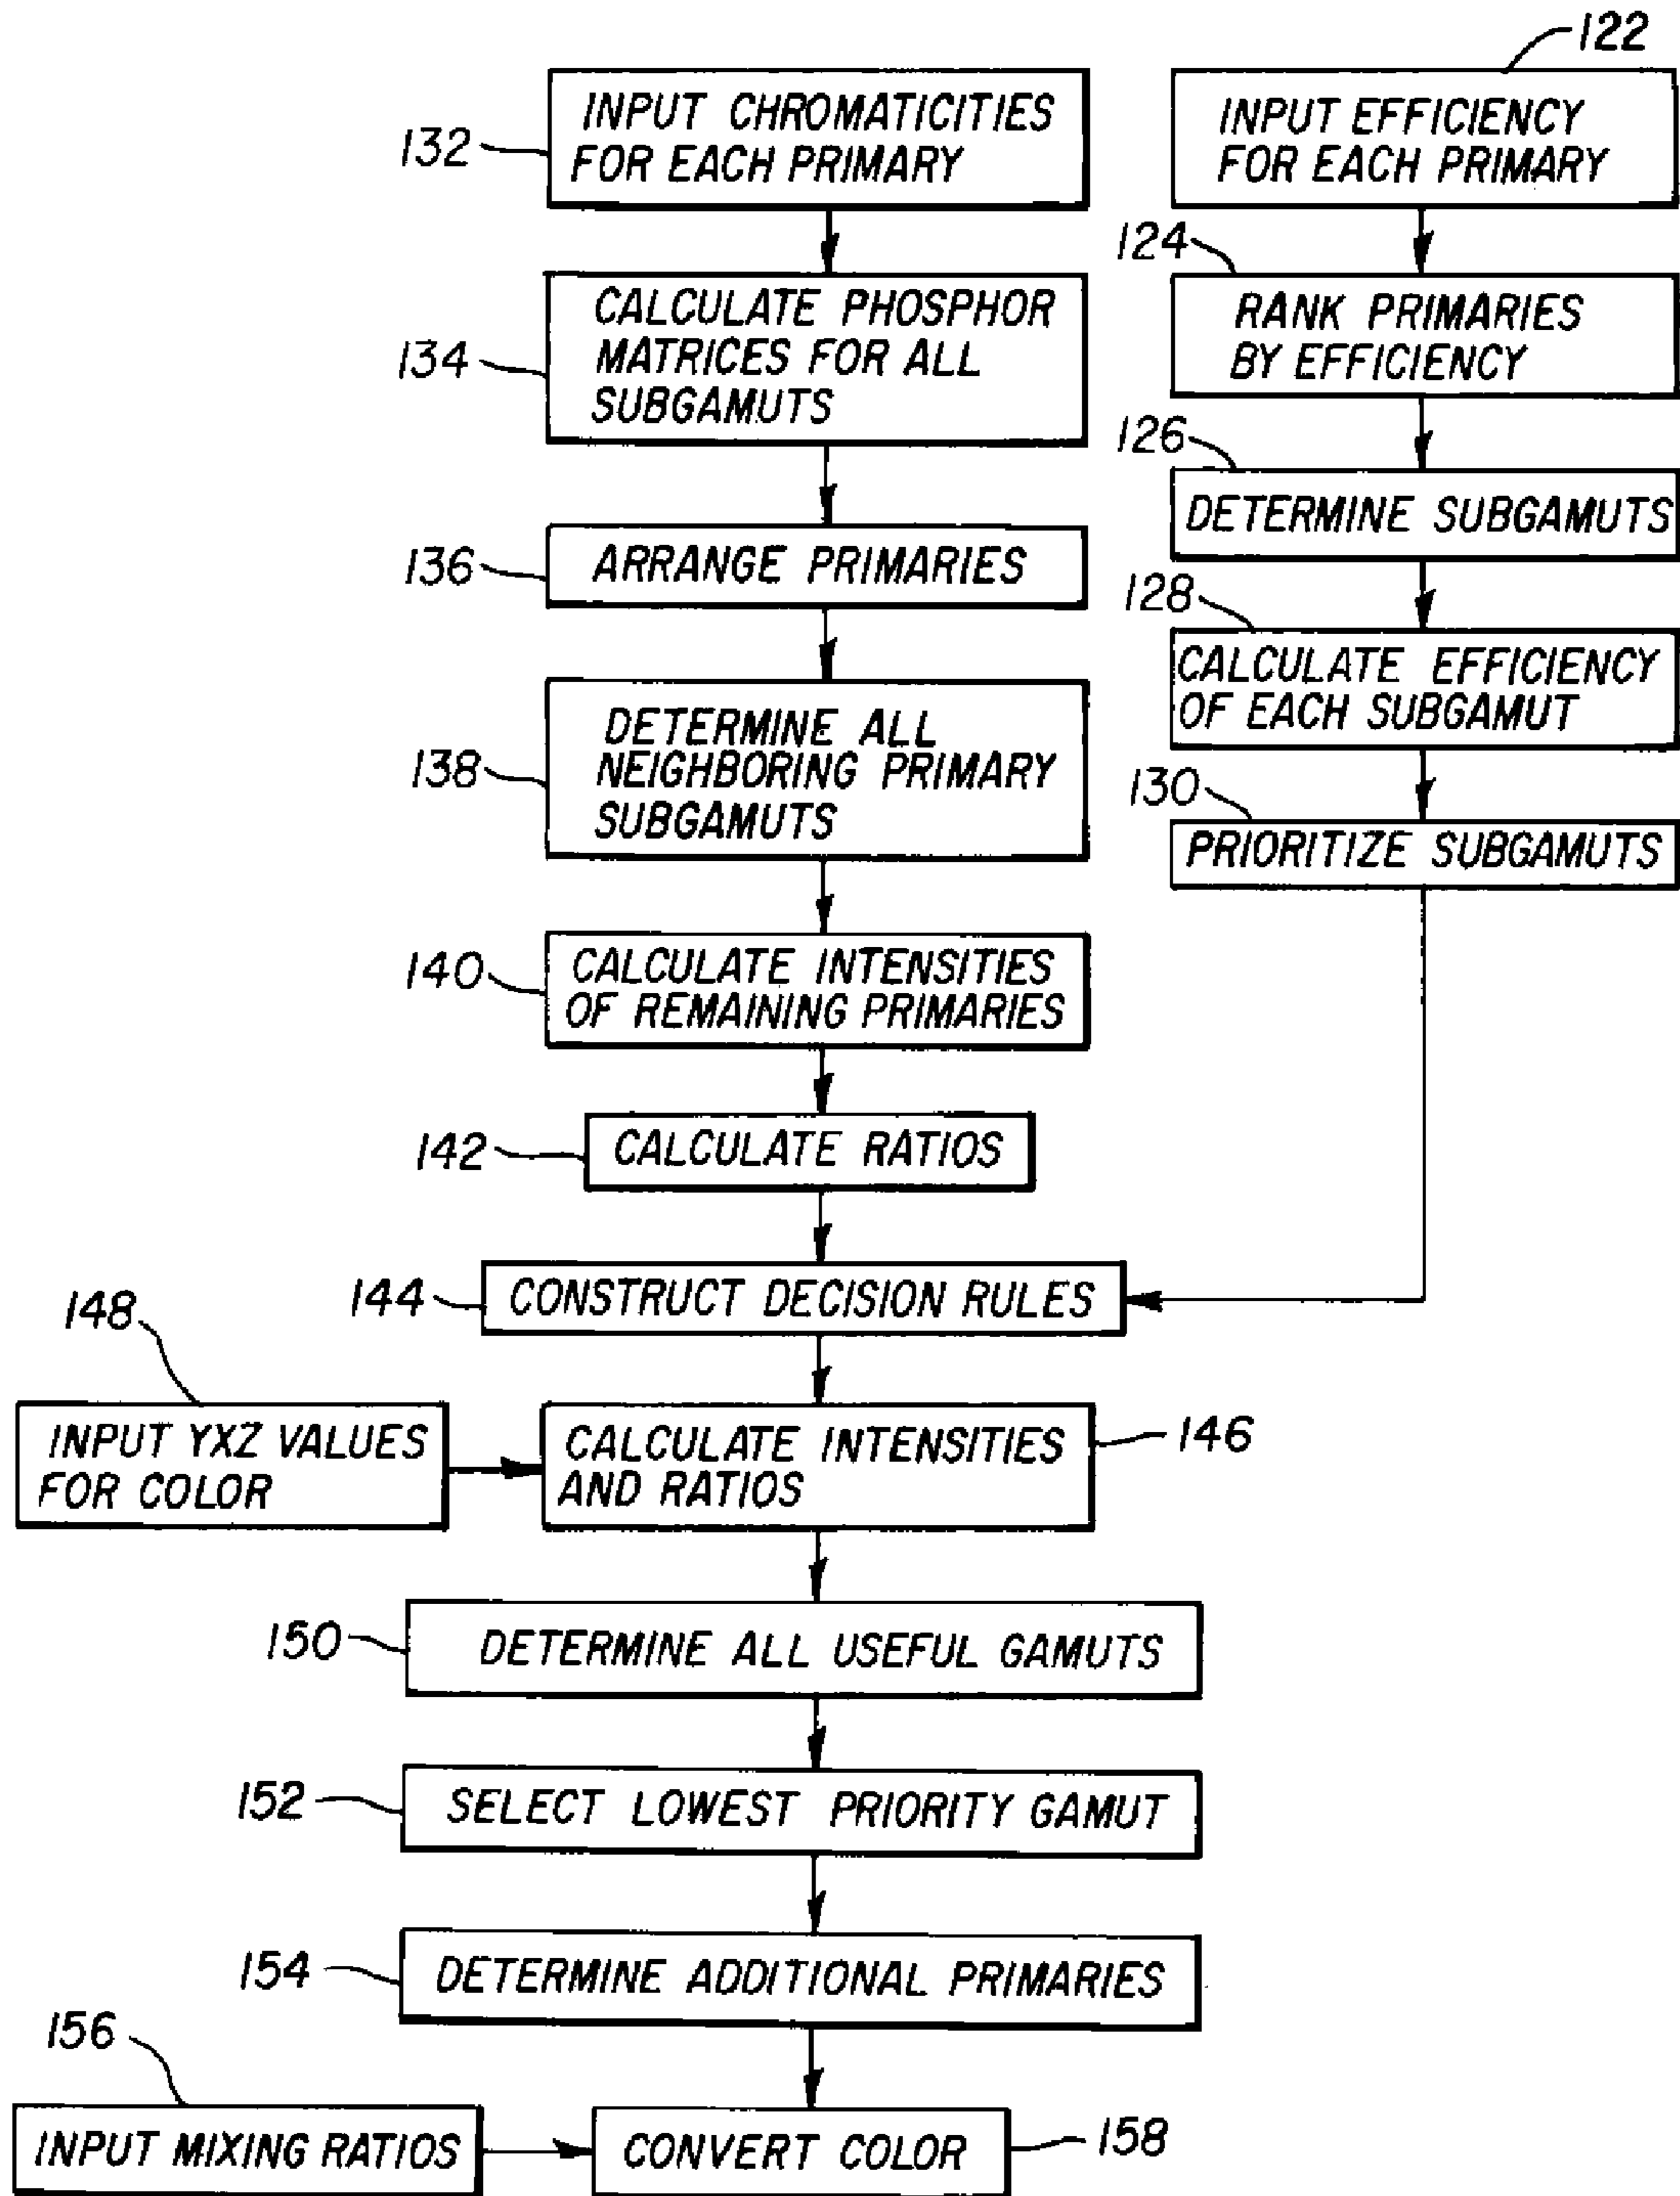 122
INPUT EFFICIENCY
FOR EACH PRIMARY
124
RANK PRIMARIES
BY EFFICIENCY
126
DETERMINE SUBGAMUTS
128
CALCULATE EFFICIENCY
OF EACH SUBGAMUT
130
PRIORITIZE SUBGAMUTS
132
INPUT CHROMATICITIES
FOR EACH PRIMARY
134
CALCULATE PHOSPHOR
MATRICES FOR ALL
SUBGAMUTS
136
ARRANGE PRIMARIES
138
DETERMINE ALL
NEIGHBORING PRIMARY
SUBGAMUTS
140
CALCULATE INTENSITIES
OF REMAINING PRIMARIES
142
CALCULATE RATIOS
144
CONSTRUCT DECISION RULES
148
INPUT YXZ VALUES
FOR COLOR
CALCULATE INTENSITIES
AND RATIOS
146
150
DETERMINE ALL USEFUL GAMUTS
152
SELECT LOWEST PRIORITY GAMUT
154
DETERMINE ADDITIONAL PRIMARIES
156
INPUT MIXING RATIOS
CONVERT COLOR
158